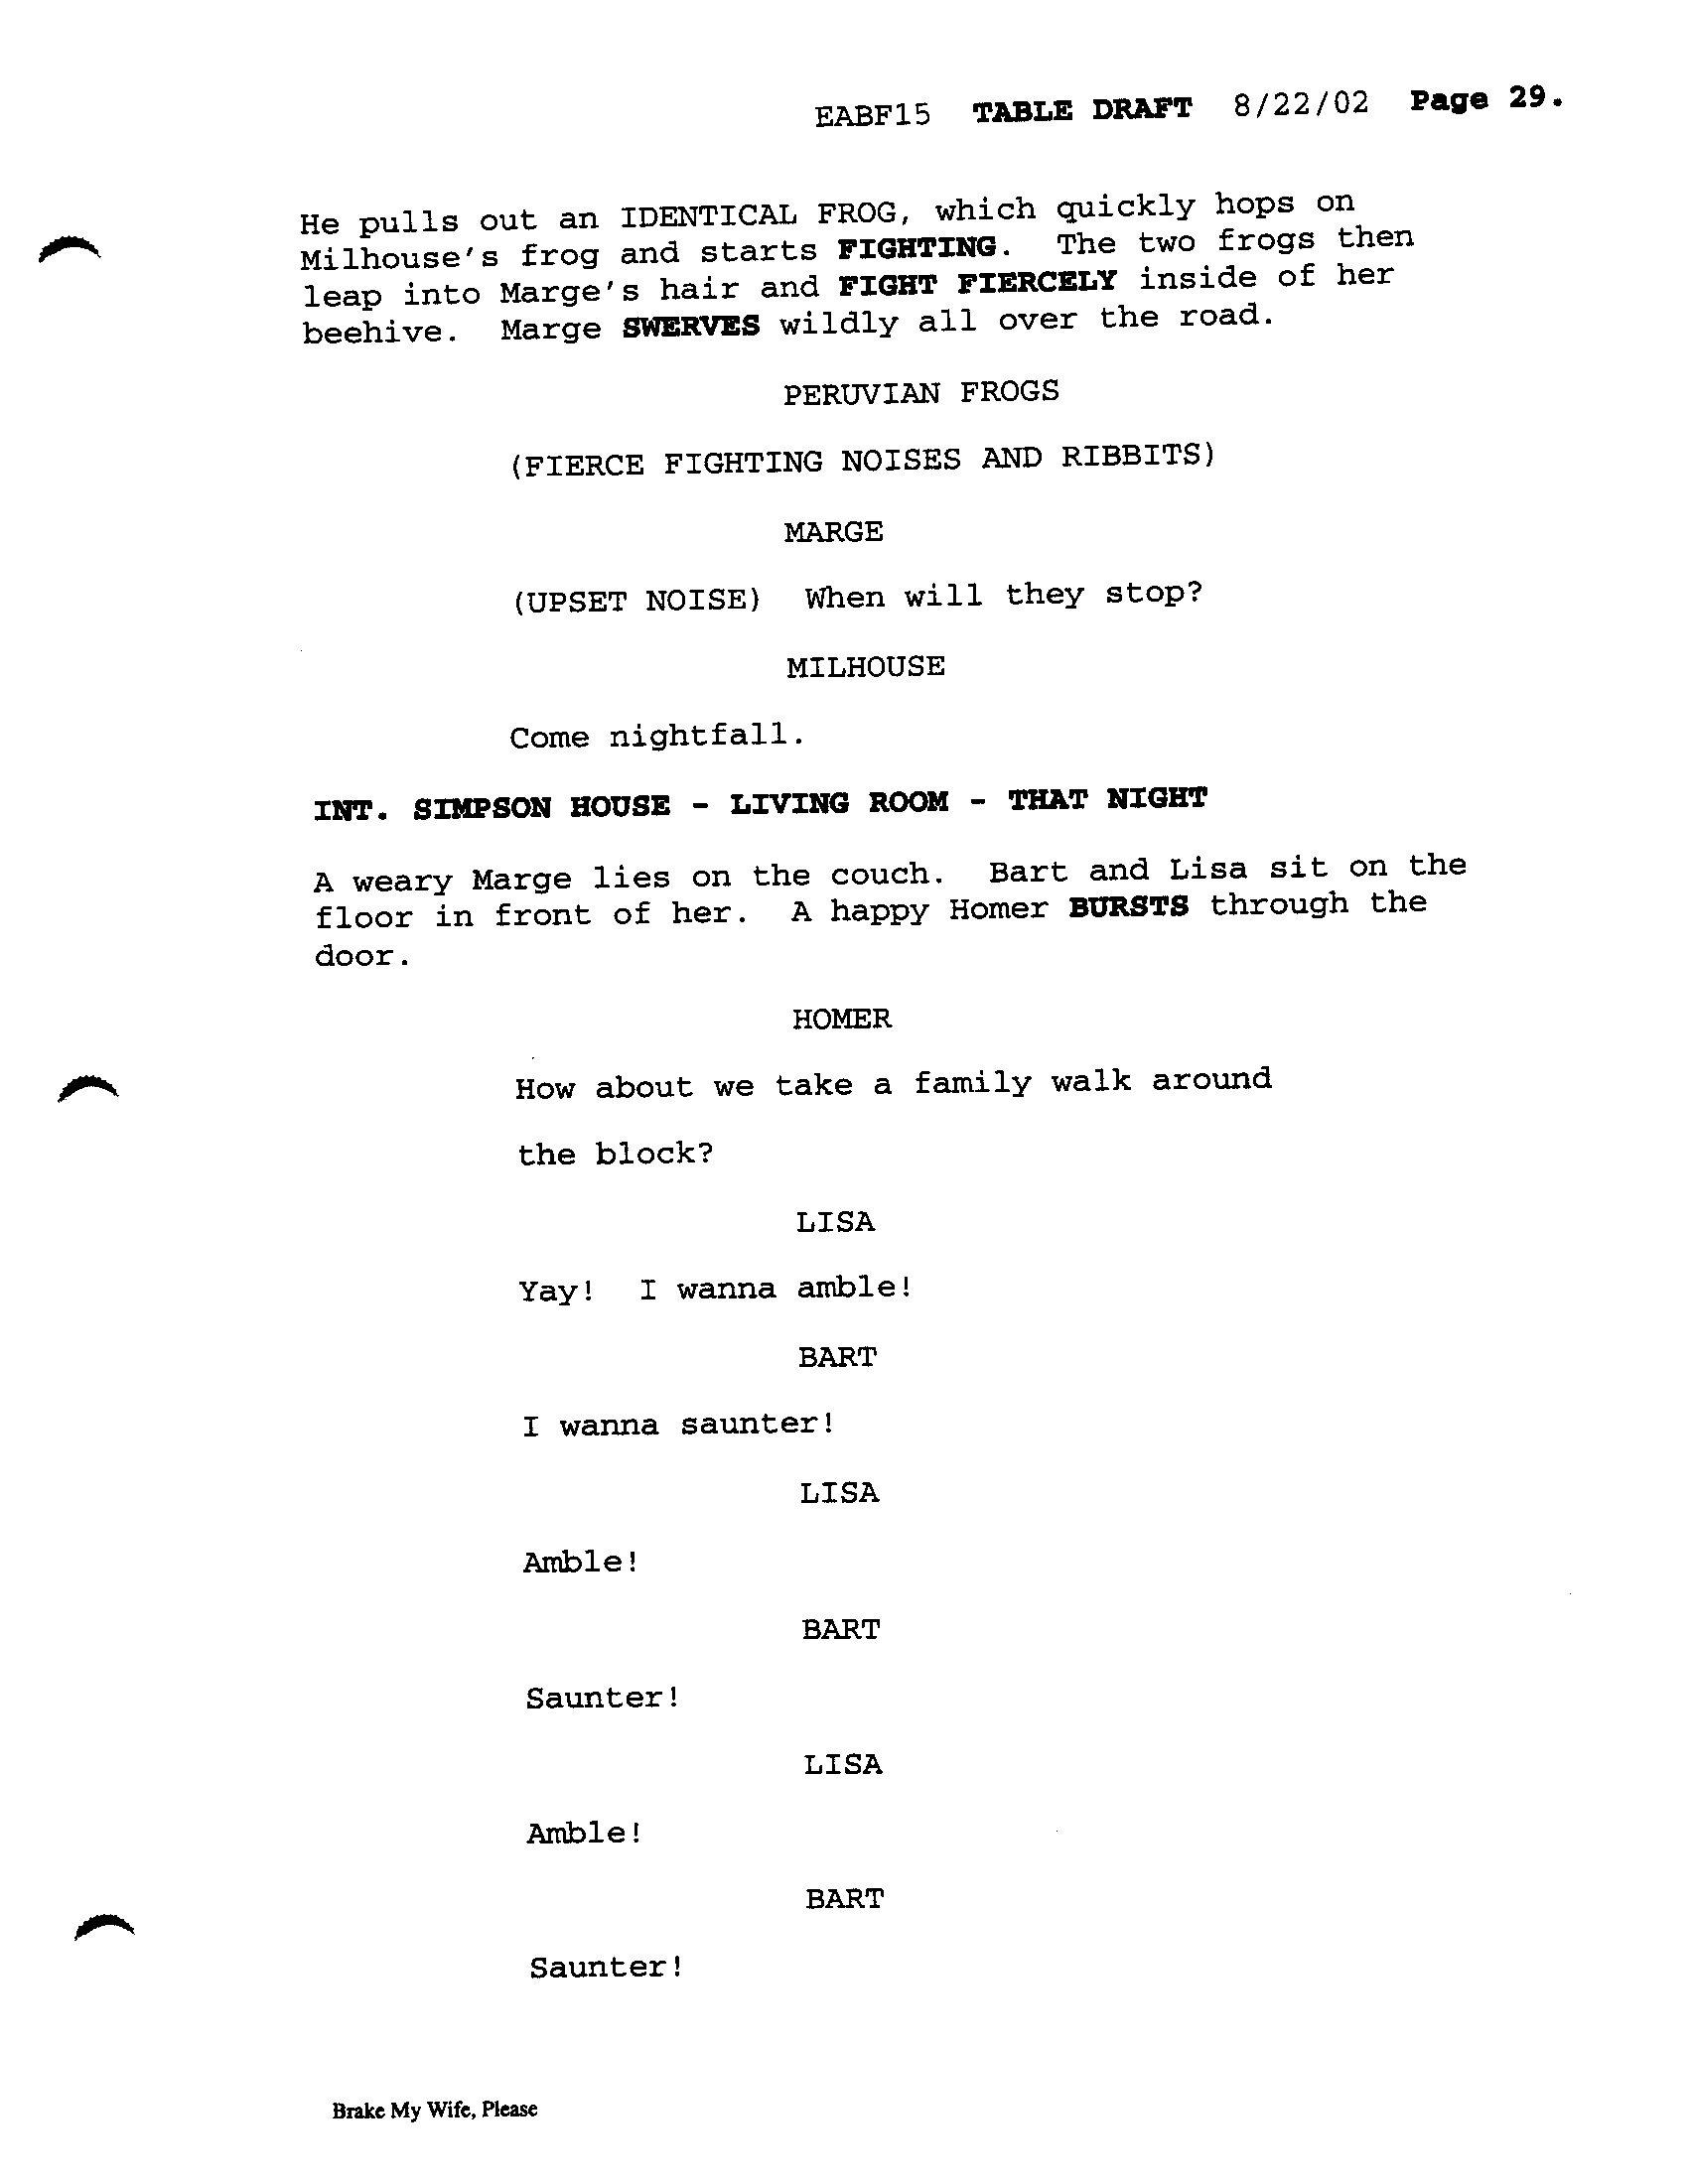 EABF15 TABLE DRAFT 8/22/02 Page 29.
He pulls out an IDENTICAL FROG, which quickly hops on
Milhouse's frog and starts FIGHTING. The two frogs then
leap into Marge's hair and FIGHT FIERCELY inside of her
beehive. Marge SWERVES wildly all over the road.
PERUVIAN FROGS
(FIERCE FIGHTING NOISES AND RIBBITS)
MARGE
(UPSET NOISE) When will they stop?
MILHOUSE
Come nightfall.
INT. SIMPSON HOUSE - LIVING ROOM - THAT NIGHT
A weary Marge lies on the couch. Bart and Lisa sit on the
floor in front of her. A happy Homer BURSTS through the
door.
HOMER
How about we take a family walk around
the block?
LISA
Yay! I wanna amble!
BART
I wanna saunter!
LISA
Amble!
BART
Saunter!
LISA
Amble!
BART
Saunter!
Brake My Wife, Please